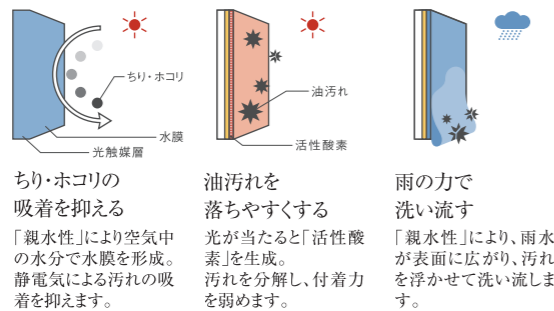 ちり・ホコリ
水膜
光触媒層
ちり・ホコリの
吸着を抑える
「親水性」により空気中
の水分で水膜を形成。
静電気による汚れの吸
着を抑えます。
油汚れ
活性酸素
油汚れを
落ちやすくする
光が当たると「活性酸
素」を生成。
汚れを分解し、付着力
を弱めます。
雨の力で
洗い流す
「親水性」により、雨水
が表面に広がり、汚れ
を浮かせて洗い流しま
す。